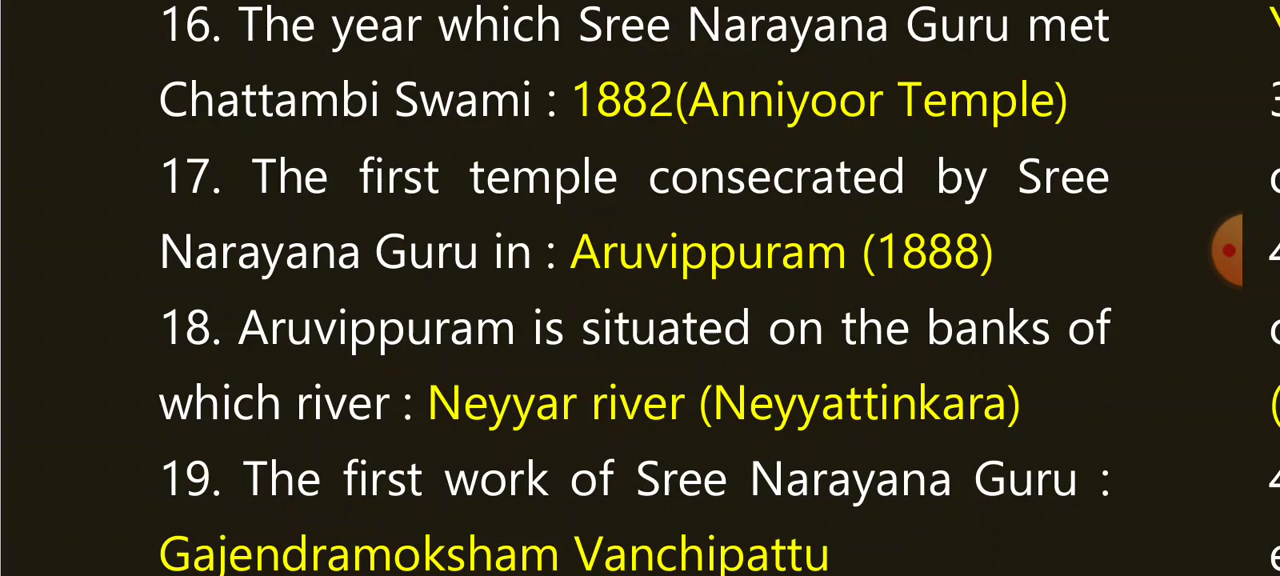 16. The year which Sree Narayana Guru met
Chattambi Swami : 1882(Anniyoor Temple)
17. The first temple consecrated by Sree
Narayana Guru in : Aruvippuram (1888)
18. Aruvippuram is situated on the banks of
which river : Neyyar river (Neyyattinkara)
19. The first work of Sree Narayana Guru :
Gajendramoksham Vanchipattu